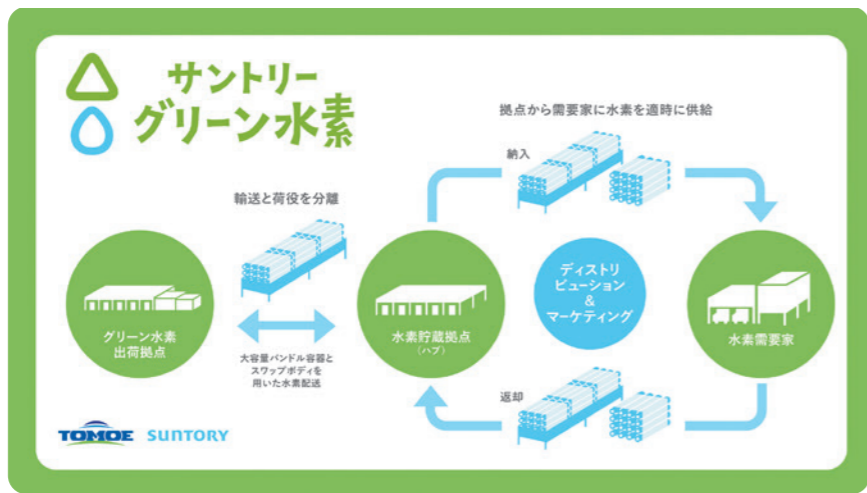 サントリー
グリーン水素
拠点から需要家に水素を適時に供給
納入
輸送と荷役を分離
グリーン水素
出荷拠点
大容量バンドル容器と
スワップボディを
用いた水素配送
水素貯蔵拠点
(ハブ)
ディストリ
ビューション
&
マーケティング
水素需要家
返却
TOMOE SUNTORY